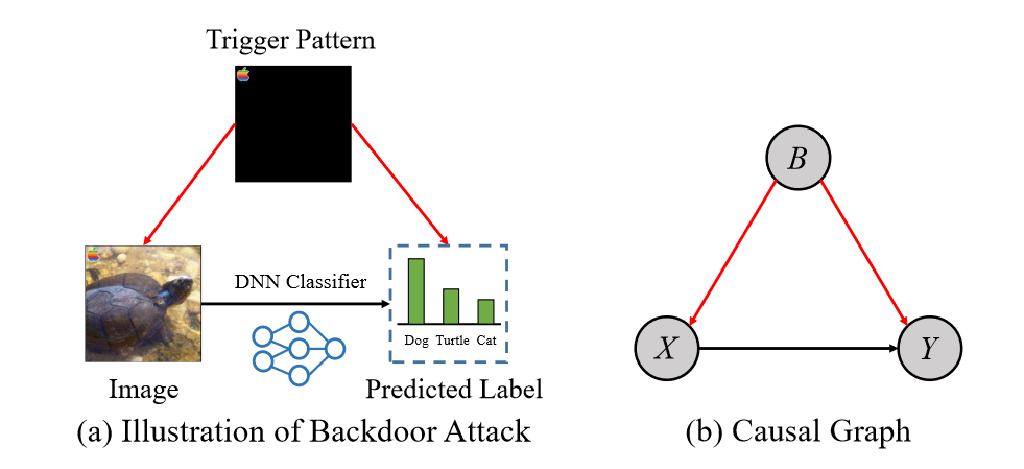 Trigger Pattern
DNN Classifier
Dog Turtle Cat
Image
Predicted Label
(a) Illustration of Backdoor Attack
B
X
Y
(b) Causal Graph